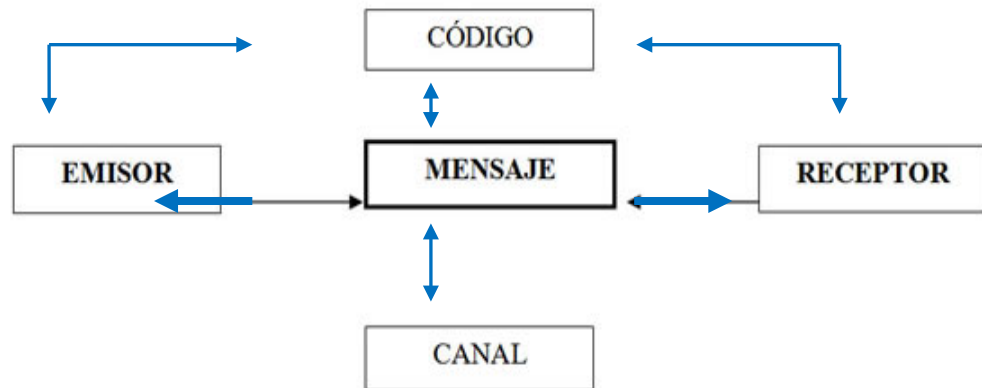 CÓDIGO
EMISOR
MENSAJE
RECEPTOR
CANAL